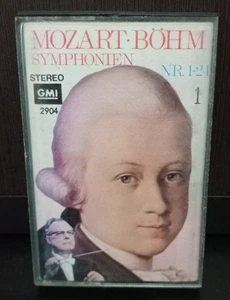 MOZART·BÖHM
SYMPHONIEN
STEREO
NR. 1-24
GMI
2904
1